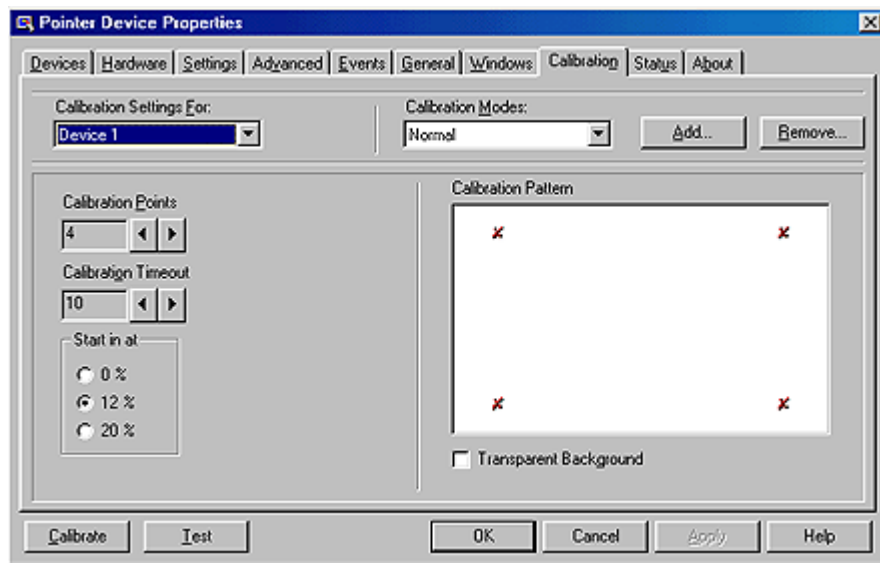 Pointer Device Properties
Devices Hardware Settings Advanced Events General Windows Calibration Status About
Calibration Settings For: Calibration Modes:
Device 1 Normal Add... Remove...
Calibration Points Calibration Pattern
4
Calibration Timeout
10
Start in at
0 %
12 %
20 %
Transparent Background
Calibrate Test OK Cancel Apply Help